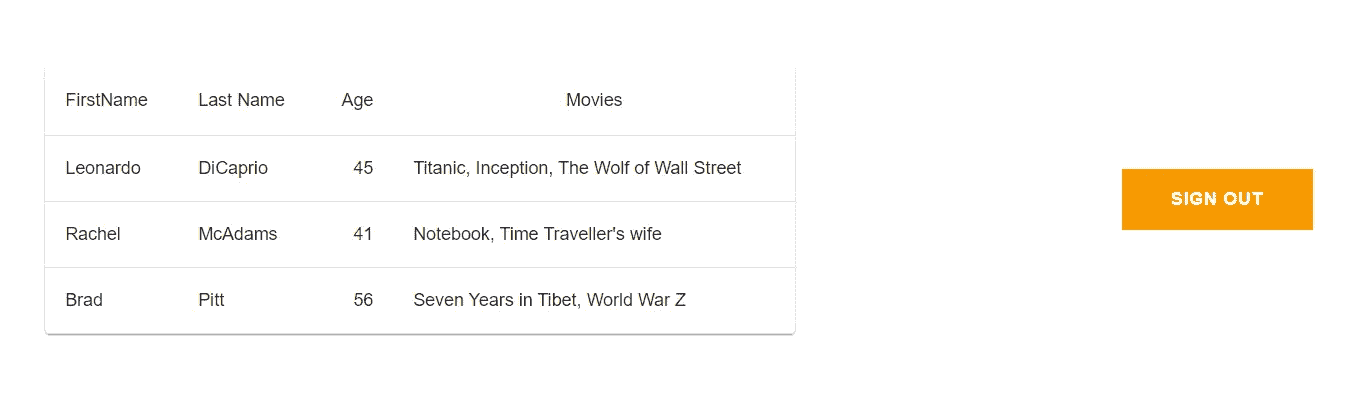 FirstName Last Name Age Movies
Leonardo DiCaprio 45 Titanic, Inception, The Wolf of Wall Street
SIGN OUT
Rachel McAdams 41 Notebook, Time Traveller's wife
Brad Pitt 56 Seven Years in Tibet, World War Z